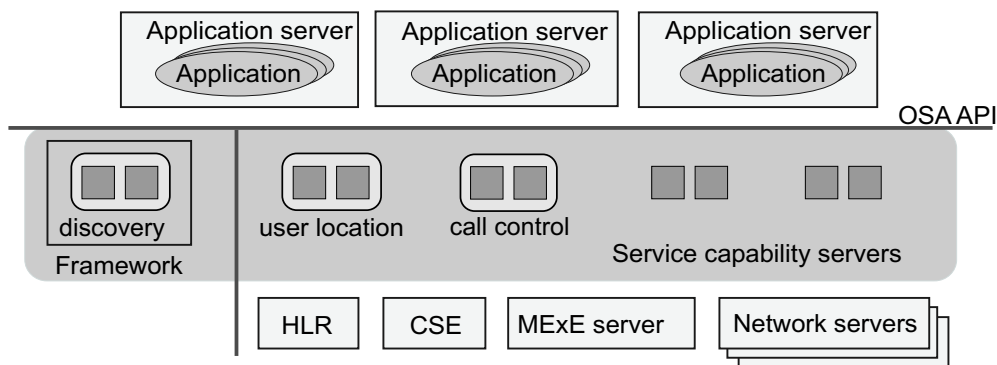 Application server
Application
Application server
Application
Application server
Application
OSA API
discovery
Framework
user location
call control
Service capability servers
HLR
CSE
MExE server
Network servers